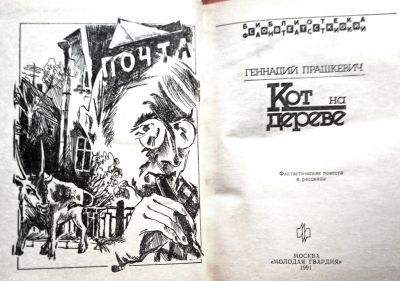 ПОЧТА
БИБЛИОТЕКА
СОВЕТСКОЙ
ФАНТАСТИКИ
ГЕННАДИЙ ПРАШКЕВИЧ
Кот на
дереве
Фантастические повести
и рассказы
МОСКВА
«МОЛОДАЯ ГВАРДИЯ»
1991